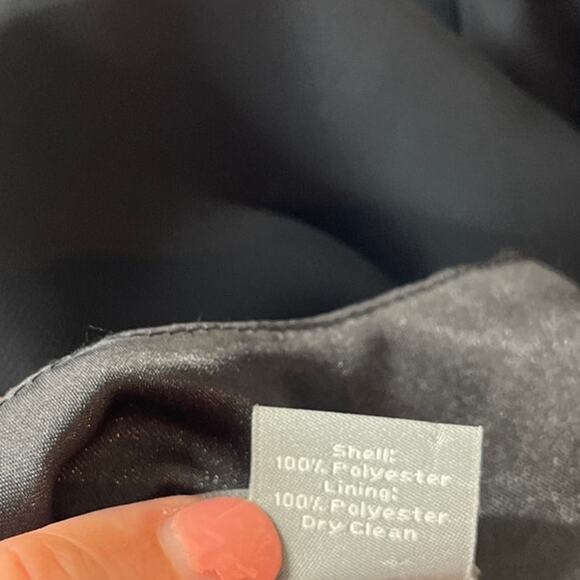 Shell:
100% Polyester
Lining:
100% Polyester
Dry Clean